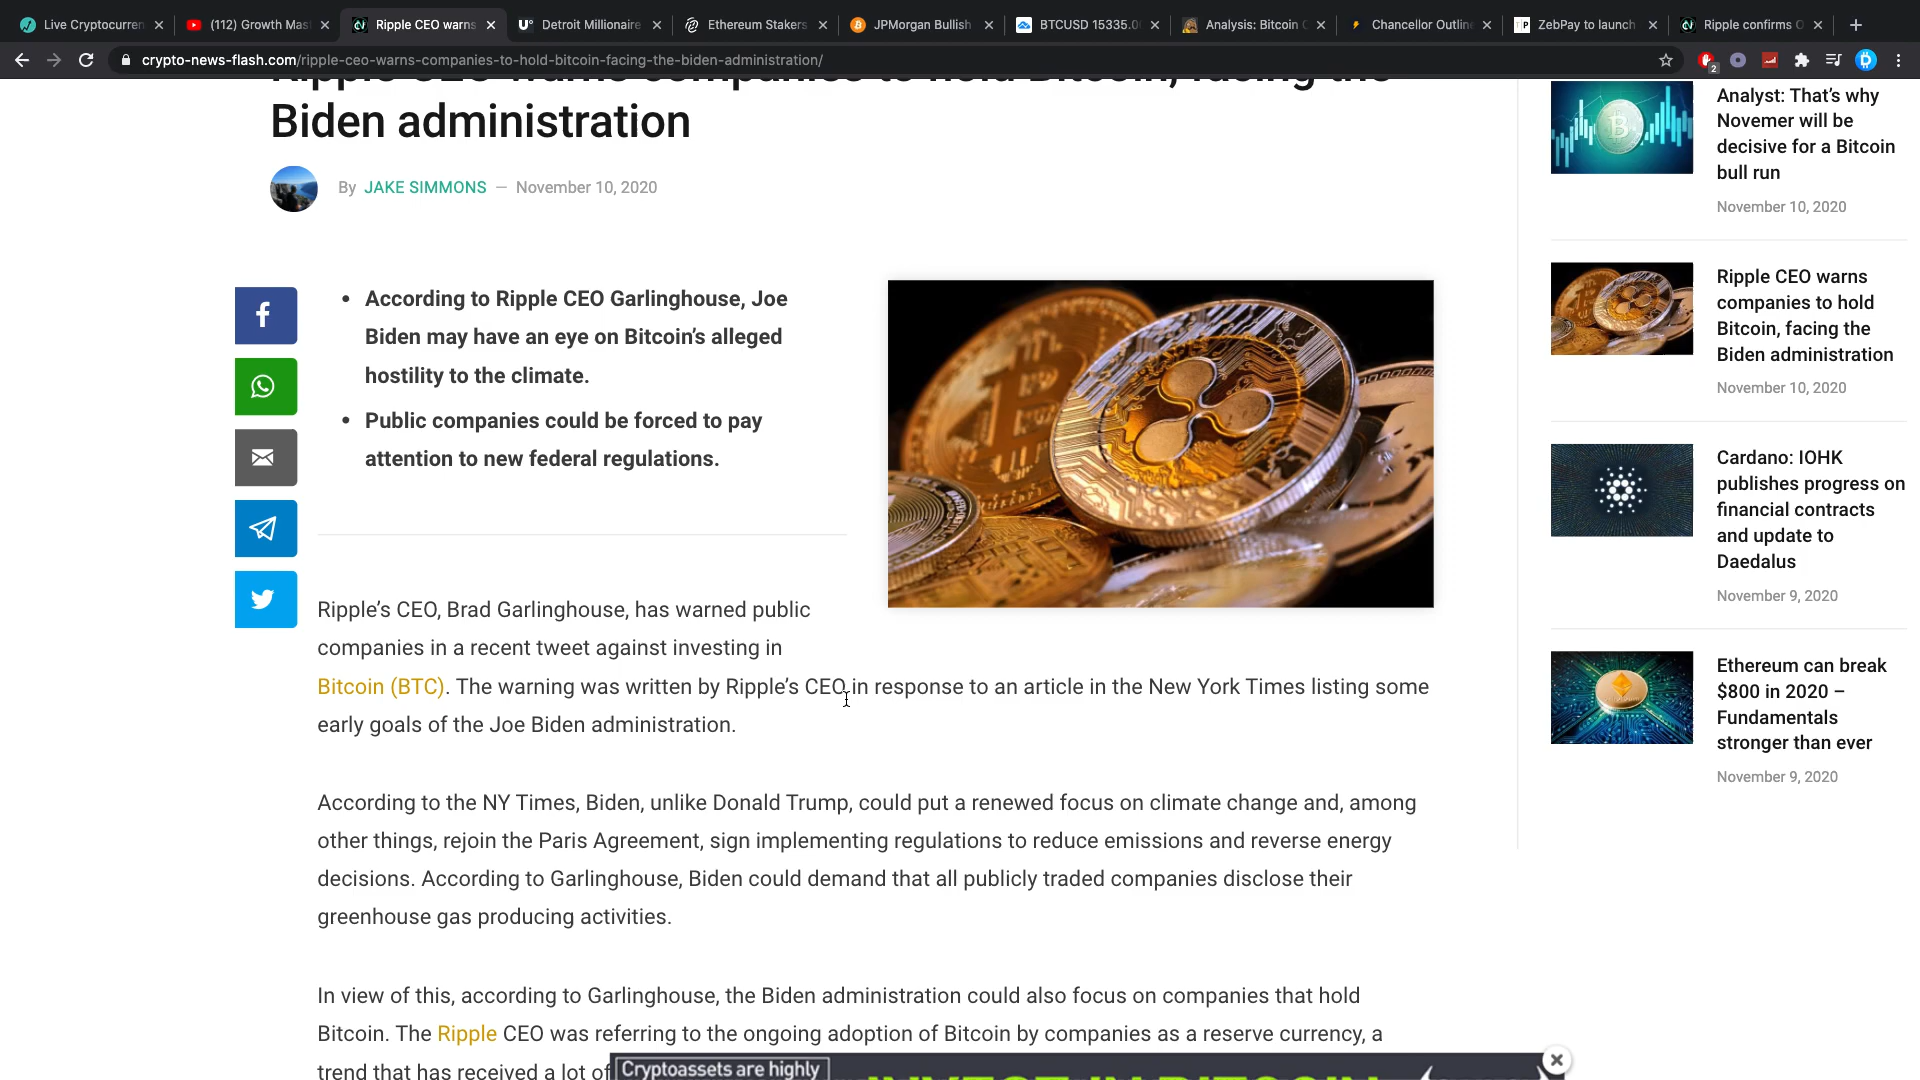 Live Cryptocurren
(112) Growth Mas
Ripple CEO warns
Detroit Millionaire
Ethereum Stakers
JPMorgan Bullish
BTCUSD 15335.0
Analysis: Bitcoin C
Chancellor Outlin
ZebPay to launch
Ripple confirms O
crypto-news-flash.com/ripple-ceo-warns-companies-to-hold-bitcoin-facing-the-biden-administration/
2
Ripple CEO warns companies to hold Bitcoin, facing the
Biden administration
By JAKE SIMMONS — November 10, 2020
• According to Ripple CEO Garlinghouse, Joe
Biden may have an eye on Bitcoin's alleged
hostility to the climate.
• Public companies could be forced to pay
attention to new federal regulations.
Ripple's CEO, Brad Garlinghouse, has warned public
companies in a recent tweet against investing in
Bitcoin (BTC). The warning was written by Ripple's CEO in response to an article in the New York Times listing some
early goals of the Joe Biden administration.
According to the NY Times, Biden, unlike Donald Trump, could put a renewed focus on climate change and, among
other things, rejoin the Paris Agreement, sign implementing regulations to reduce emissions and reverse energy
decisions. According to Garlinghouse, Biden could demand that all publicly traded companies disclose their
greenhouse gas producing activities.
In view of this, according to Garlinghouse, the Biden administration could also focus on companies that hold
Bitcoin. The Ripple CEO was referring to the ongoing adoption of Bitcoin by companies as a reserve currency, a
trend that has received a lot of
Cryptoassets are highly
INVEST IN BITCOIN
Analyst: That's why
Novemer will be
decisive for a Bitcoin
bull run
November 10, 2020
Ripple CEO warns
companies to hold
Bitcoin, facing the
Biden administration
November 10, 2020
Cardano: IOHK
publishes progress on
financial contracts
and update to
Daedalus
November 9, 2020
Ethereum can break
$800 in 2020 –
Fundamentals
stronger than ever
November 9, 2020